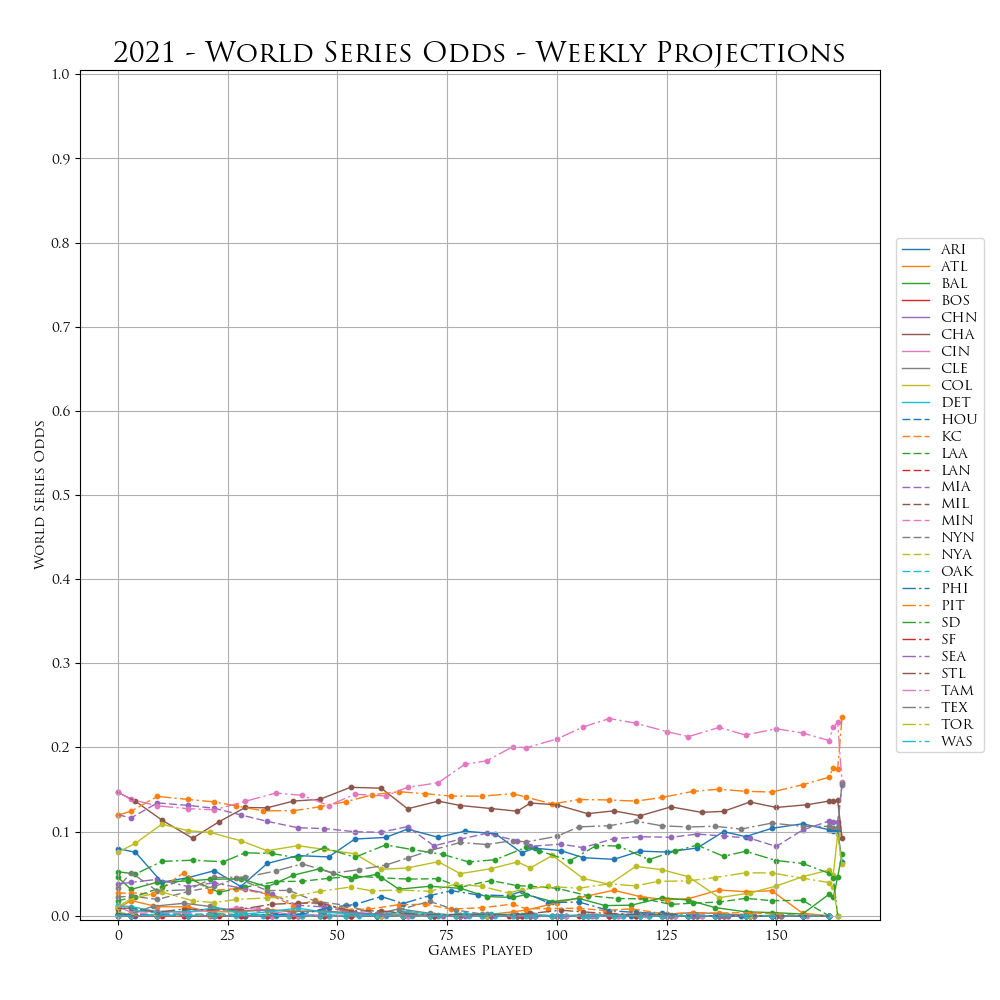 2021 - World Series Odds - Weekly Projections
1.0
0.9
0.8
0.7
0.6
0.5
0.4
0.3
0.2
0.1
0.0
World Series Odds
0
25
50
75
100
125
150
Games Played
ARI
ATL
BAL
BOS
CHN
CHA
CIN
CLE
COL
DET
HOU
KC
LAA
LAN
MIA
MIL
MIN
NYN
NYA
OAK
PHI
PIT
SD
SF
SEA
STL
TAM
TEX
TOR
WAS